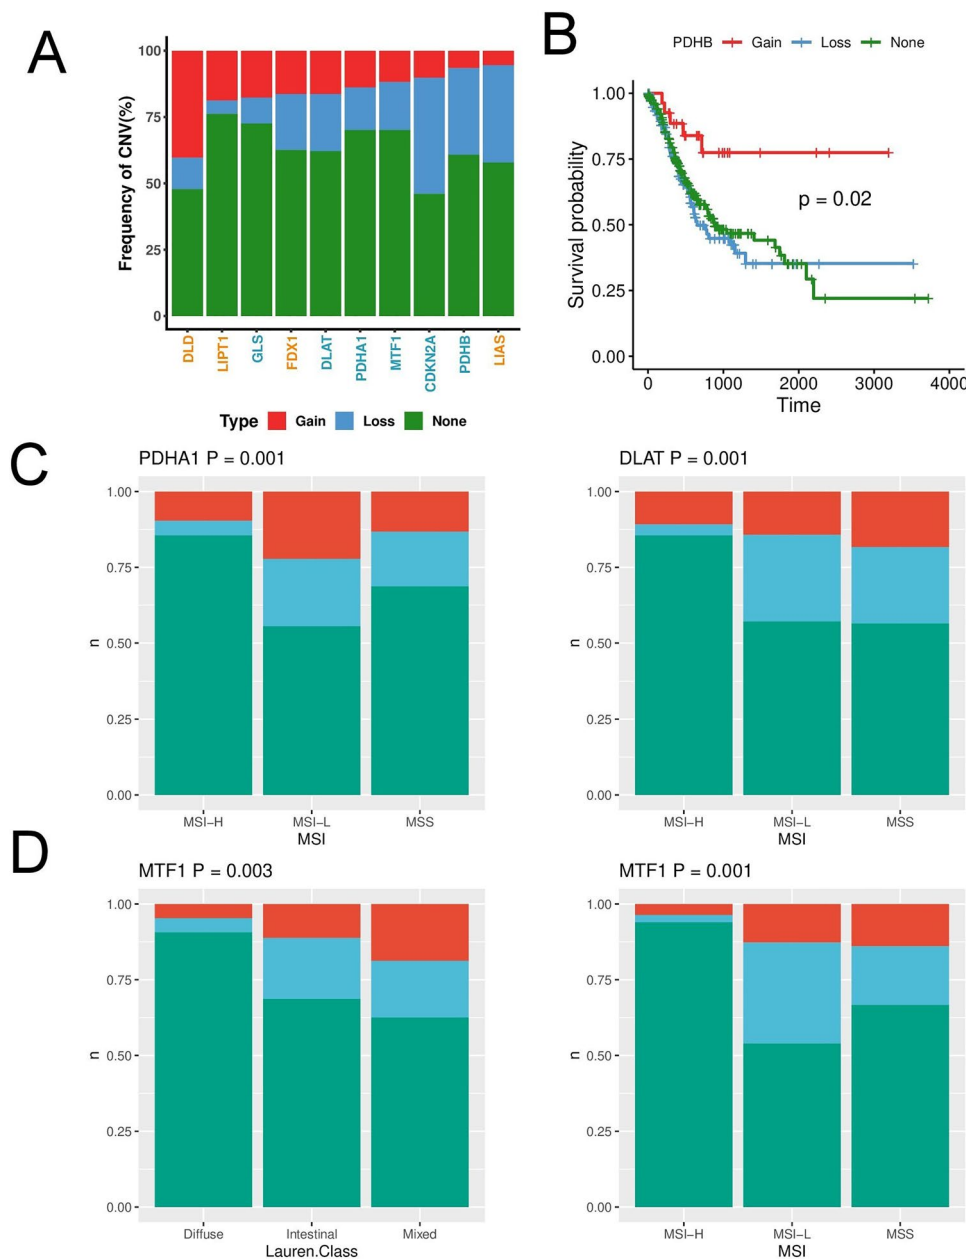 A
Frequency of CNV(%)
100
75
50
25
0
DLD LIPT1 GLS FDX1 DLAT PDHA1 MTF1 CDKN2A PDHB LIAS
Type Gain Loss None
B
PDHB Gain Loss None
Survival probability
1.00
0.75
0.50
0.25
0.00
p = 0.02
0 1000 2000 3000 4000
Time
C
PDHA1 P = 0.001
n
1.00
0.75
0.50
0.25
0.00
MSI-H MSI-L MSS
MSI
DLAT P = 0.001
n
1.00
0.75
0.50
0.25
0.00
MSI-H MSI-L MSS
MSI
D
MTF1 P = 0.003
n
1.00
0.75
0.50
0.25
0.00
Diffuse Intestinal Mixed
Lauren.Class
MTF1 P = 0.001
n
1.00
0.75
0.50
0.25
0.00
MSI-H MSI-L MSS
MSI